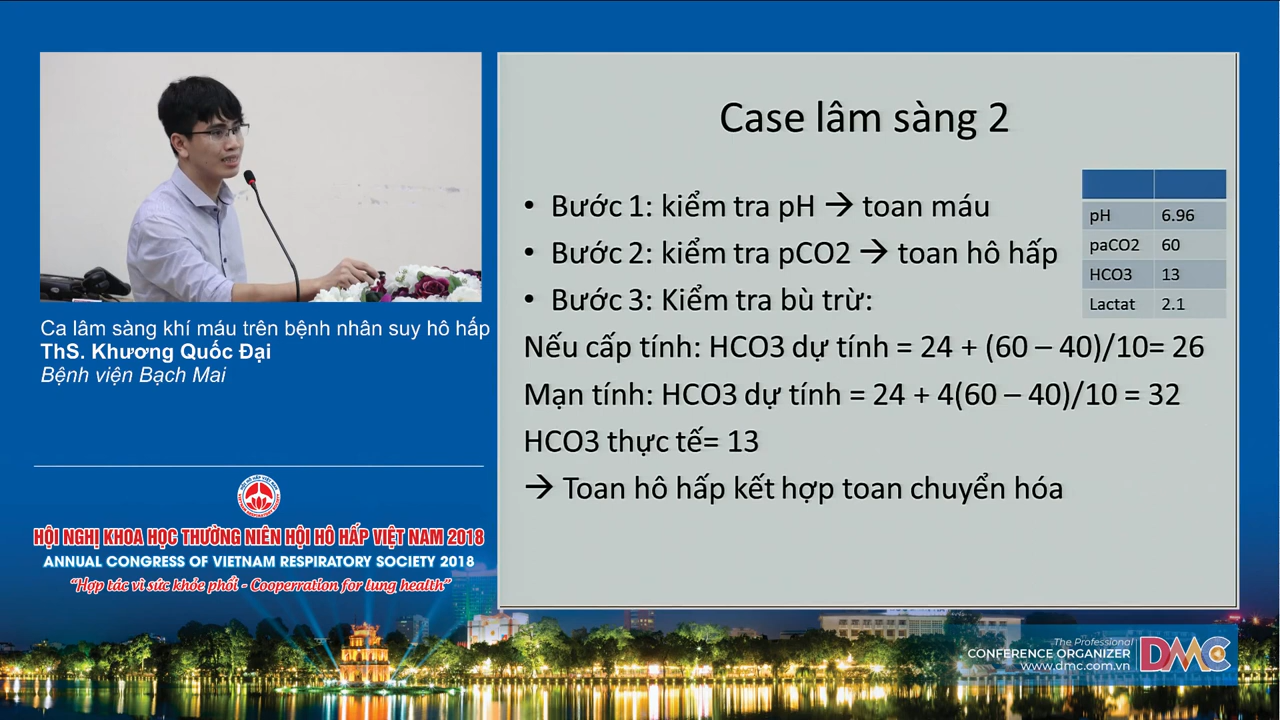 Case lâm sàng 2
• Bước 1: kiểm tra pH → toan máu
• Bước 2: kiểm tra pCO2 → toan hô hấp
• Bước 3: Kiểm tra bù trừ:
Nếu cấp tính: HCO3 dự tính = 24 + (60 – 40)/10= 26
Mạn tính: HCO3 dự tính = 24 + 4(60 – 40)/10 = 32
HCO3 thực tế= 13
→ Toan hô hấp kết hợp toan chuyển hóa
pH 6.96
paCO2 60
HCO3 13
Lactat 2.1
Ca lâm sàng khí máu trên bệnh nhân suy hô hấp
ThS. Khương Quốc Đại
Bệnh viện Bạch Mai
HỘI NGHỊ KHOA HỌC THƯỜNG NIÊN HỘI HÔ HẤP VIỆT NAM 2018
ANNUAL CONGRESS OF VIETNAM RESPIRATORY SOCIETY 2018
“Hợp tác vì sức khỏe phổi - Cooperration for lung health”
The Professional
CONFERENCE ORGANIZER
www.dmc.com.vn
DMC